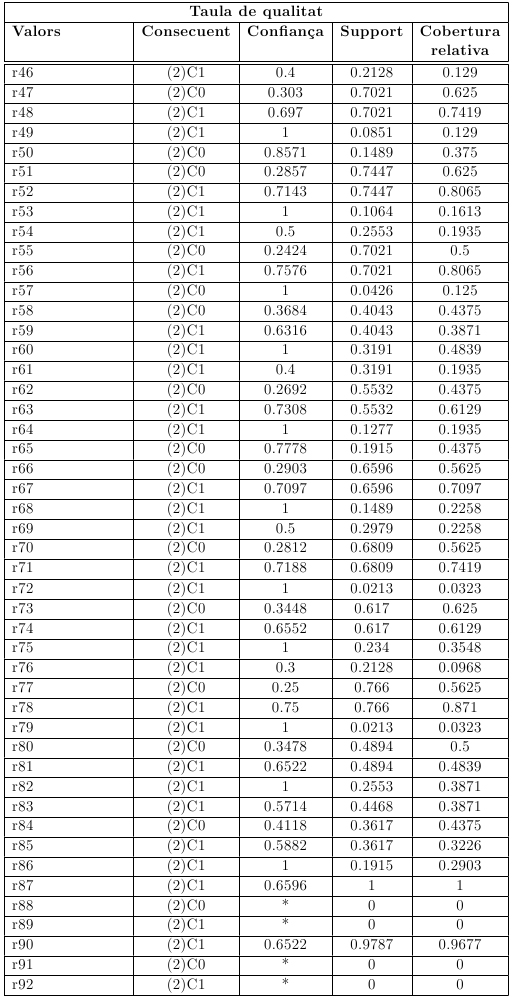 Taula de qualitat
Valors Consecuent Confiança Support Cobertura
relativa
r46 (2)C1 0.4 0.2128 0.129
r47 (2)C0 0.303 0.7021 0.625
r48 (2)C1 0.697 0.7021 0.7419
r49 (2)C1 1 0.0851 0.129
r50 (2)C0 0.8571 0.1489 0.375
r51 (2)C0 0.2857 0.7447 0.625
r52 (2)C1 0.7143 0.7447 0.8065
r53 (2)C1 1 0.1064 0.1613
r54 (2)C1 0.5 0.2553 0.1935
r55 (2)C0 0.2424 0.7021 0.5
r56 (2)C1 0.7576 0.7021 0.8065
r57 (2)C0 1 0.0426 0.125
r58 (2)C0 0.3684 0.4043 0.4375
r59 (2)C1 0.6316 0.4043 0.3871
r60 (2)C1 1 0.3191 0.4839
r61 (2)C1 0.4 0.3191 0.1935
r62 (2)C0 0.2692 0.5532 0.4375
r63 (2)C1 0.7308 0.5532 0.6129
r64 (2)C1 1 0.1277 0.1935
r65 (2)C0 0.7778 0.1915 0.4375
r66 (2)C0 0.2903 0.6596 0.5625
r67 (2)C1 0.7097 0.6596 0.7097
r68 (2)C1 1 0.1489 0.2258
r69 (2)C1 0.5 0.2979 0.2258
r70 (2)C0 0.2812 0.6809 0.5625
r71 (2)C1 0.7188 0.6809 0.7419
r72 (2)C1 1 0.0213 0.0323
r73 (2)C0 0.3448 0.617 0.625
r74 (2)C1 0.6552 0.617 0.6129
r75 (2)C1 1 0.234 0.3548
r76 (2)C1 0.3 0.2128 0.0968
r77 (2)C0 0.25 0.766 0.5625
r78 (2)C1 0.75 0.766 0.871
r79 (2)C1 1 0.0213 0.0323
r80 (2)C0 0.3478 0.4894 0.5
r81 (2)C1 0.6522 0.4894 0.4839
r82 (2)C1 1 0.2553 0.3871
r83 (2)C1 0.5714 0.4468 0.3871
r84 (2)C0 0.4118 0.3617 0.4375
r85 (2)C1 0.5882 0.3617 0.3226
r86 (2)C1 1 0.1915 0.2903
r87 (2)C1 0.6596 1 1
r88 (2)C0 * 0 0
r89 (2)C1 * 0 0
r90 (2)C1 0.6522 0.9787 0.9677
r91 (2)C0 * 0 0
r92 (2)C1 * 0 0